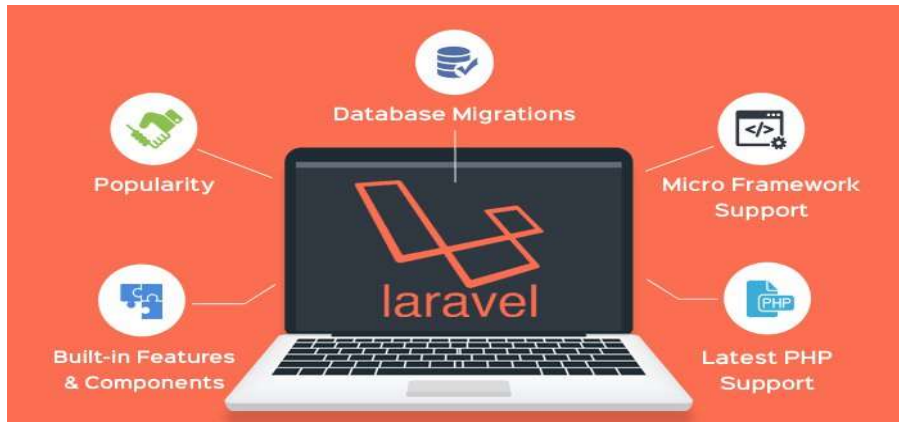 Database Migrations
Popularity
</>
Micro Framework
Support
laravel
PHP
Built-in Features
& Components
Latest PHP
Support